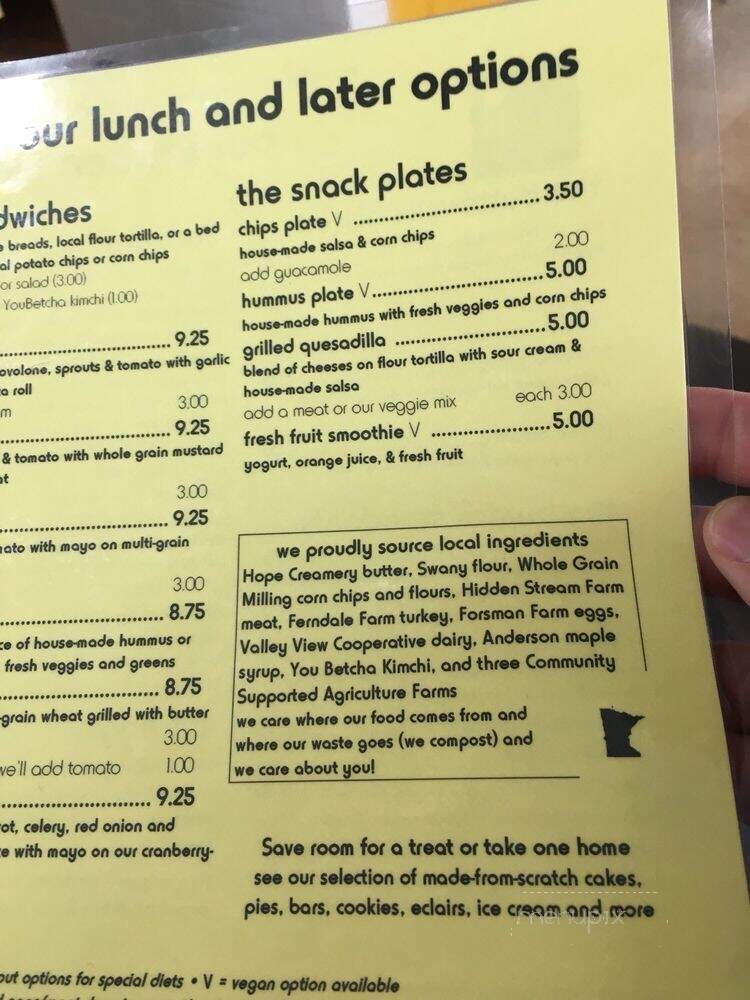 our lunch and later options
dwiches
breads, local flour tortilla, or a bed
al potato chips or corn chips
or salad (3.00)
YouBetcha kimchi (1.00)
........................ 9.25
ovolone, sprouts & tomato with garlic
a roll
m 3.00
........................ 9.25
& tomato with whole grain mustard
at
3.00
........................ 9.25
ato with mayo on multi-grain
3.00
........................ 8.75
ce of house-made hummus or
fresh veggies and greens
........................ 8.75
-grain wheat grilled with butter
3.00
we'll add tomato 1.00
........................ 9.25
ot, celery, red onion and
e with mayo on our cranberry-
the snack plates
chips plate V ........................ 3.50
house-made salsa & corn chips
add guacamole 2.00
hummus plate V........................ 5.00
house-made hummus with fresh veggies and corn chips
grilled quesadilla ........................ 5.00
blend of cheeses on flour tortilla with sour cream &
house-made salsa
add a meat or our veggie mix each 3.00
fresh fruit smoothie V ........................ 5.00
yogurt, orange juice, & fresh fruit
we proudly source local ingredients
Hope Creamery butter, Swany flour, Whole Grain
Milling corn chips and flours, Hidden Stream Farm
meat, Ferndale Farm turkey, Forsman Farm eggs,
Valley View Cooperative dairy, Anderson maple
syrup, You Betcha Kimchi, and three Community
Supported Agriculture Farms
we care where our food comes from and
where our waste goes (we compost) and
we care about you!
Save room for a treat or take one home
see our selection of made-from-scratch cakes,
pies, bars, cookies, eclairs, ice cream and more
menupix
out options for special diets • V = vegan option available